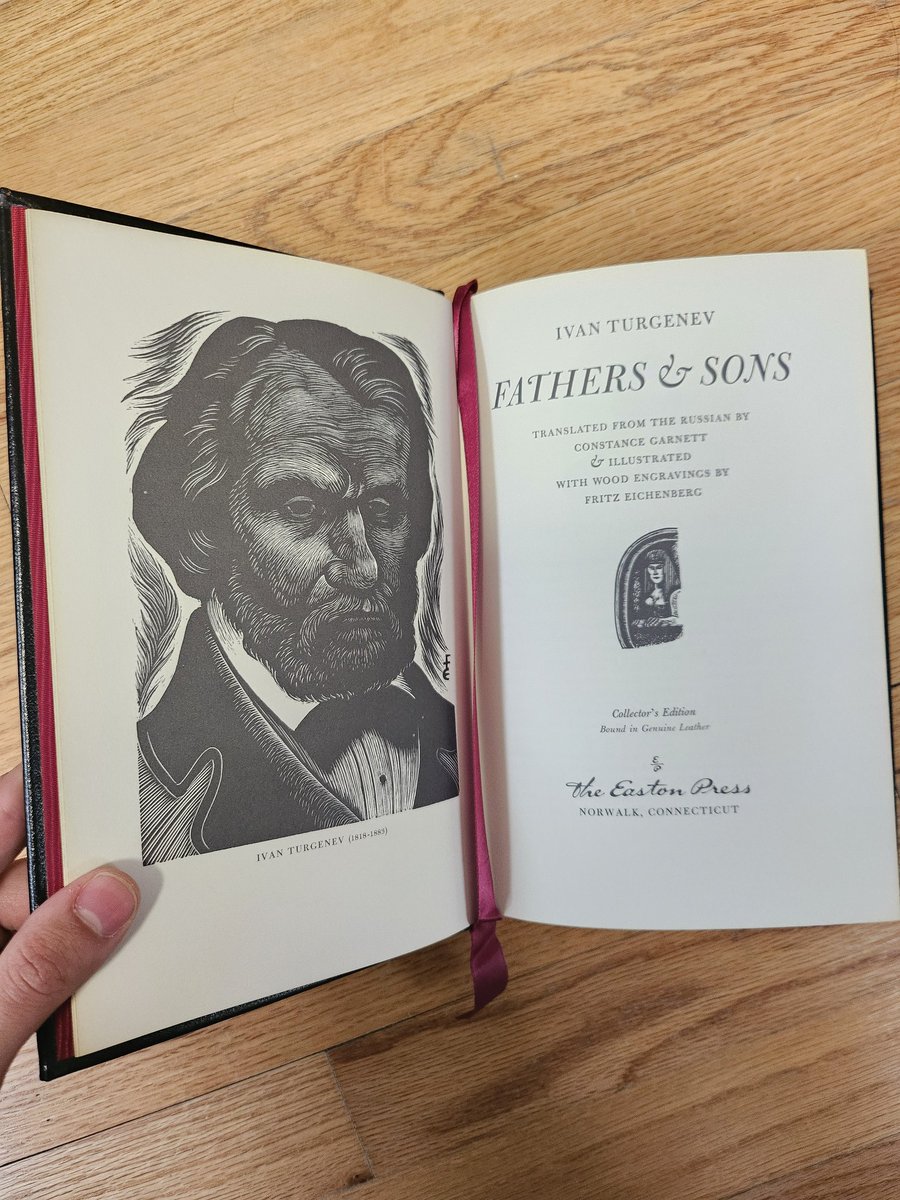 IVAN TURGENEV (1818-1883)
IVAN TURGENEV
FATHERS & SONS
TRANSLATED FROM THE RUSSIAN BY
CONSTANCE GARNETT
& ILLUSTRATED
WITH WOOD ENGRAVINGS BY
FRITZ EICHENBERG
Collector's Edition
Bound in Genuine Leather
The Easton Press
NORWALK, CONNECTICUT